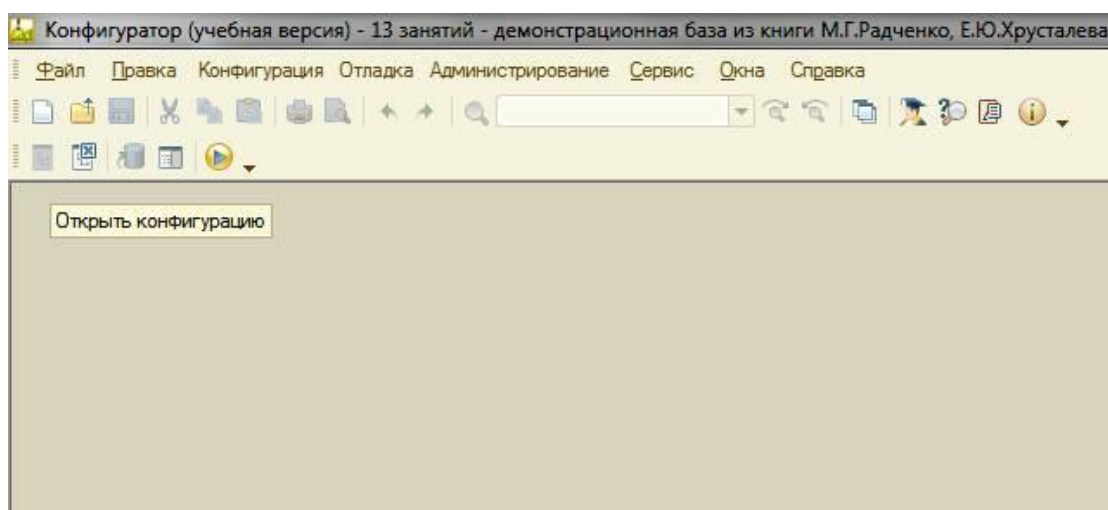 Конфигуратор (учебная версия) - 13 занятий - демонстрационная база из книги М.Г.Радченко, Е.Ю.Хрусталева
Файл Правка Конфигурация Отладка Администрирование Сервис Окна Справка
Открыть конфигурацию